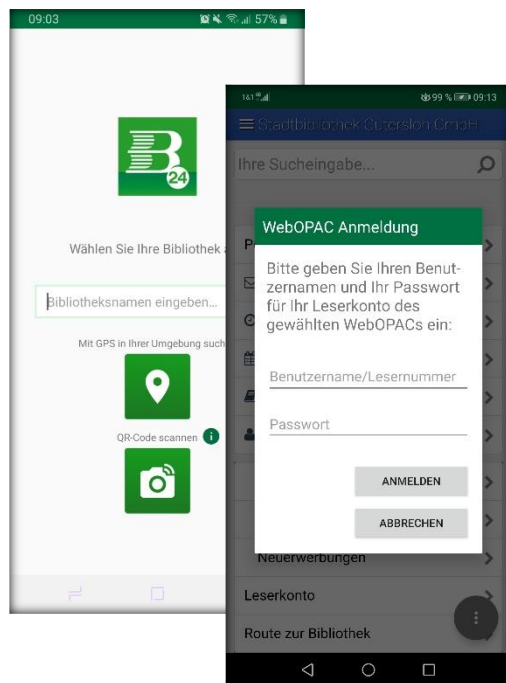 09:03
57%
B
24
Wählen Sie Ihre Bibliothek
Bibliotheksnamen eingeben...
Mit GPS in Ihrer Umgebung such
QR-Code scannen i
1&1
99 % 09:13
Stadtbibliothek Gütersloh GmbH
Ihre Sucheingabe...
P
WebOPAC Anmeldung
Bitte geben Sie Ihren Benut-
zernamen und Ihr Passwort
für Ihr Leserkonto des
gewählten WebOPACs ein:
Benutzername/Lesernummer
Passwort
ANMELDEN
ABBRECHEN
Neuerwerbungen
Leserkonto
Route zur Bibliothek